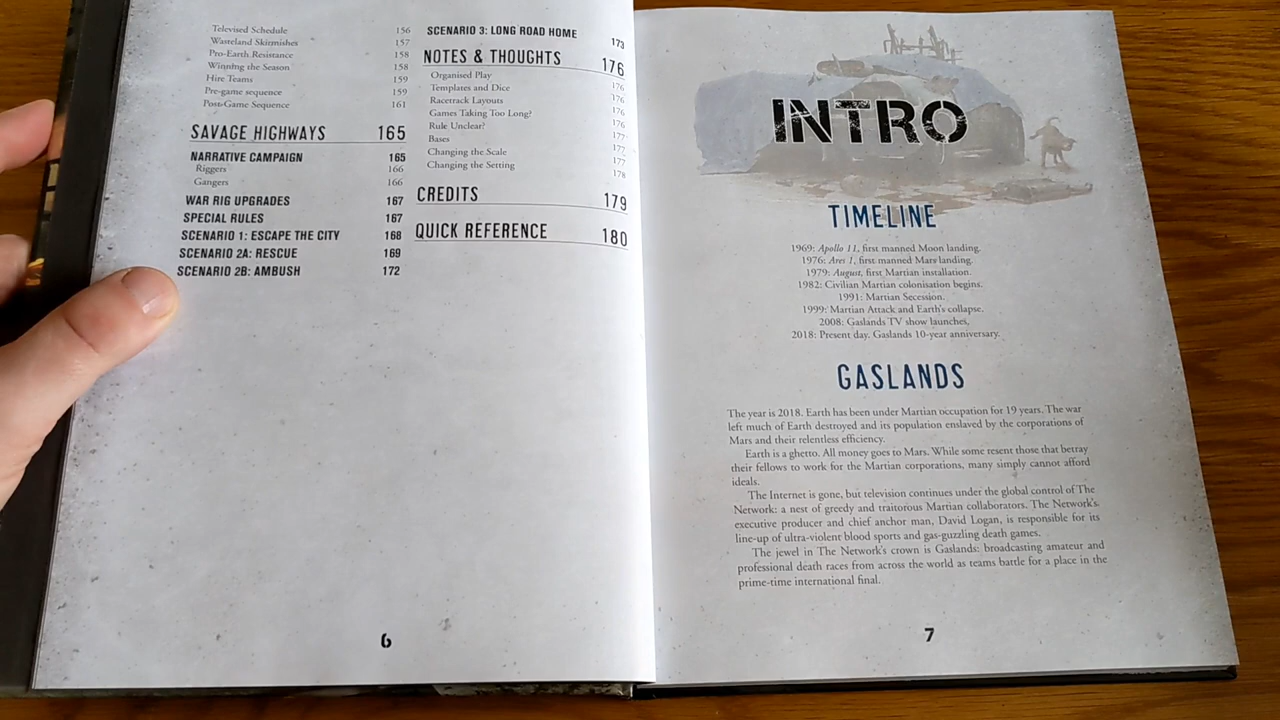 Televised Schedule 156
Wasteland Skirmishes 157
Pro-Earth Resistance 158
Winning the Season 158
Hire Teams 159
Pre-game sequence 159
Post-Game Sequence 161
SAVAGE HIGHWAYS 165
NARRATIVE CAMPAIGN 165
Riggers 166
Gangers 166
WAR RIG UPGRADES 167
SPECIAL RULES 167
SCENARIO 1: ESCAPE THE CITY 168
SCENARIO 2A: RESCUE 169
SCENARIO 2B: AMBUSH 172
SCENARIO 3: LONG ROAD HOME 173
NOTES & THOUGHTS 176
Organised Play 176
Templates and Dice 176
Racetrack Layouts 176
Games Taking Too Long? 176
Rule Unclear? 177
Bases 177
Changing the Scale 177
Changing the Setting 178
CREDITS 179
QUICK REFERENCE 180
6
INTRO
TIMELINE
1969: Apollo 11, first manned Moon landing.
1976: Ares 1, first manned Mars landing.
1979: August, first Martian installation.
1982: Civilian Martian colonisation begins.
1991: Martian Secession.
1999: Martian Attack and Earth's collapse.
2008: Gaslands TV show launches.
2018: Present day. Gaslands 10-year anniversary.
GASLANDS
The year is 2018. Earth has been under Martian occupation for 19 years. The war
left much of Earth destroyed and its population enslaved by the corporations of
Mars and their relentless efficiency.
Earth is a ghetto. All money goes to Mars. While some resent those that betray
their fellows to work for the Martian corporations, many simply cannot afford
ideals.
The Internet is gone, but television continues under the global control of The
Network: a nest of greedy and traitorous Martian collaborators. The Network's
executive producer and chief anchor man, David Logan, is responsible for its
line-up of ultra-violent blood sports and gas-guzzling death games.
The jewel in The Network's crown is Gaslands: broadcasting amateur and
professional death races from across the world as teams battle for a place in the
prime-time international final.
7